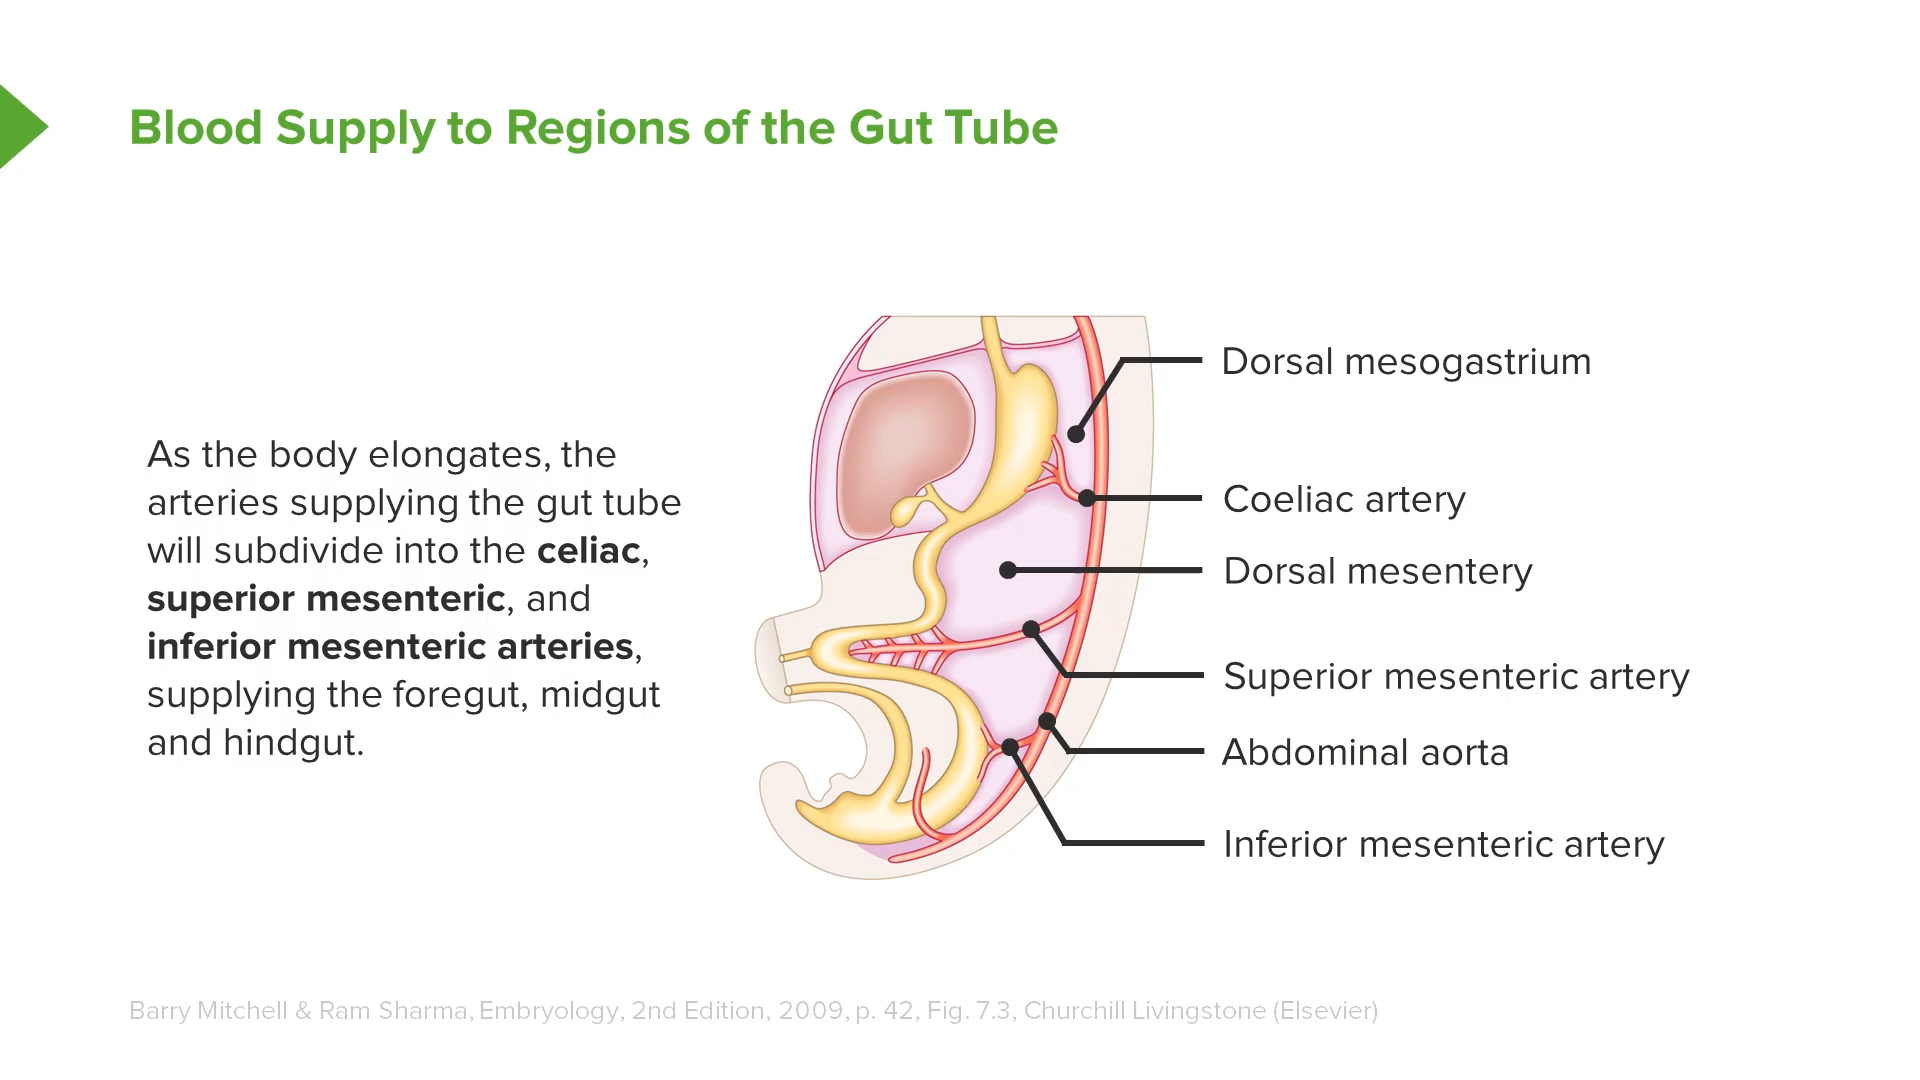 Blood Supply to Regions of the Gut Tube
As the body elongates, the
arteries supplying the gut tube
will subdivide into the celiac,
superior mesenteric, and
inferior mesenteric arteries,
supplying the foregut, midgut
and hindgut.
Dorsal mesogastrium
Coeliac artery
Dorsal mesentery
Superior mesenteric artery
Abdominal aorta
Inferior mesenteric artery
Barry Mitchell & Ram Sharma, Embryology, 2nd Edition, 2009, p. 42, Fig. 7.3, Churchill Livingstone (Elsevier)